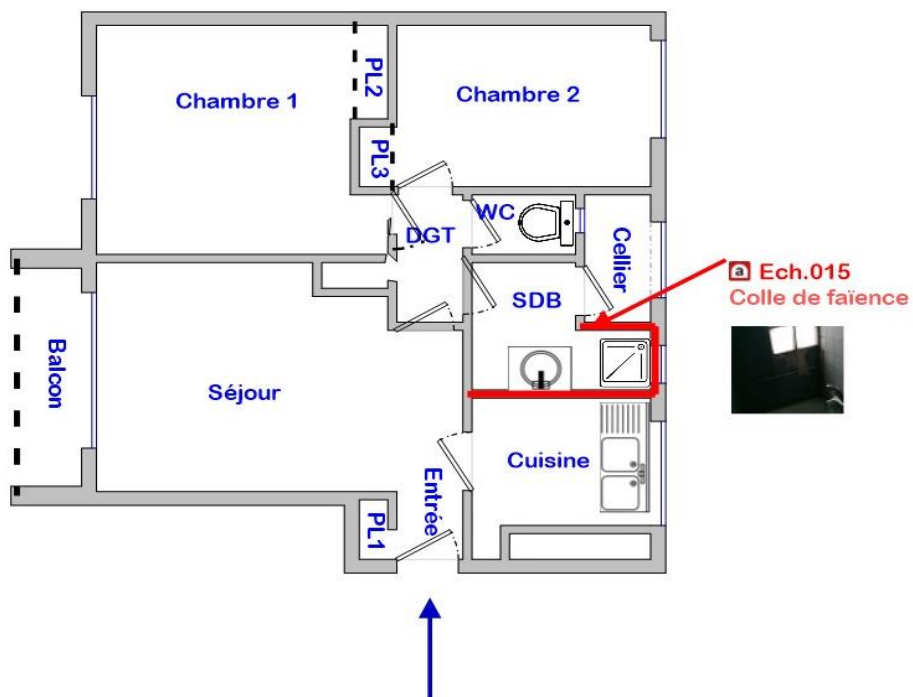 Chambre 1
PL2
Chambre 2
PL3
WC
DGT
Cellier
SDB
a Ech.015
Colle de faïence
Balcon
Séjour
Cuisine
Entrée
PL1